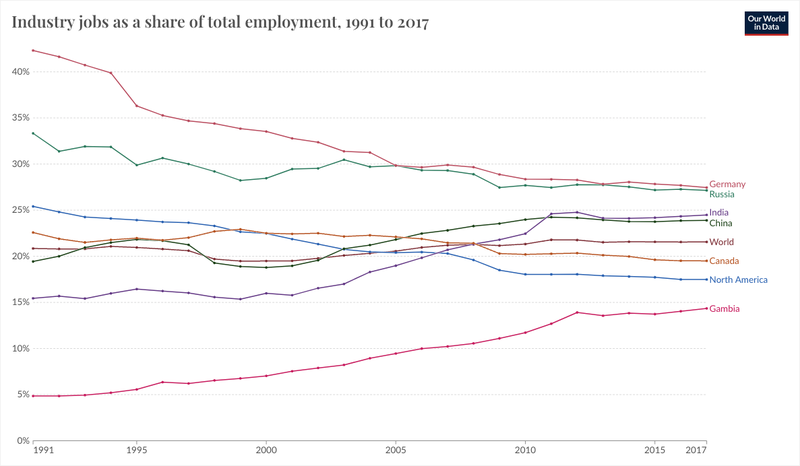 Industry jobs as a share of total employment, 1991 to 2017
Our World
in Data
40%
35%
30%
25%
20%
15%
10%
5%
0%
1991
1995
2000
2005
2010
2015
2017
Germany
Russia
India
China
World
Canada
North America
Gambia